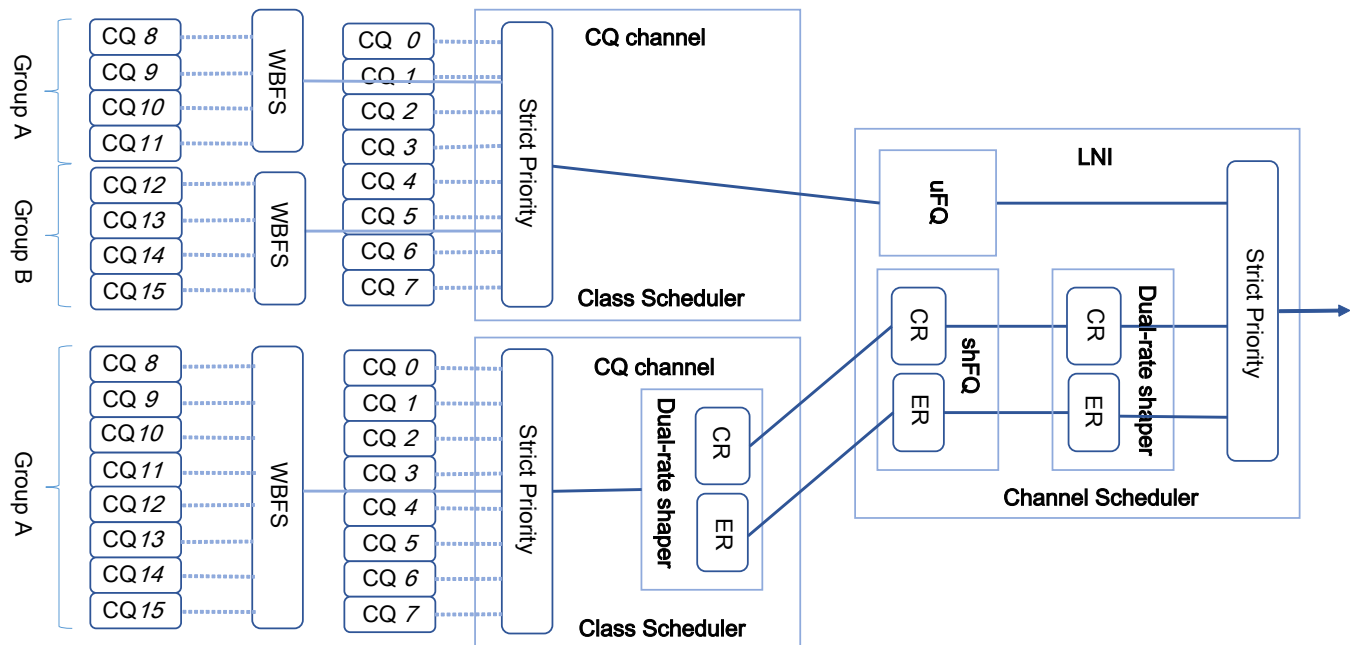 Group A
CQ 8
CQ 9
CQ 10
CQ 11
WBFS
Group B
CQ 12
CQ 13
CQ 14
CQ 15
WBFS
CQ 0
CQ 1
CQ 2
CQ 3
CQ 4
CQ 5
CQ 6
CQ 7
CQ channel
Strict Priority
Class Scheduler
Group A
CQ 8
CQ 9
CQ 10
CQ 11
CQ 12
CQ 13
CQ 14
CQ 15
WBFS
CQ 0
CQ 1
CQ 2
CQ 3
CQ 4
CQ 5
CQ 6
CQ 7
CQ channel
Strict Priority
Dual-rate shaper
CR
ER
Class Scheduler
LNI
uFQ
CR
ER
shFQ
CR
ER
Dual-rate shaper
Strict Priority
Channel Scheduler